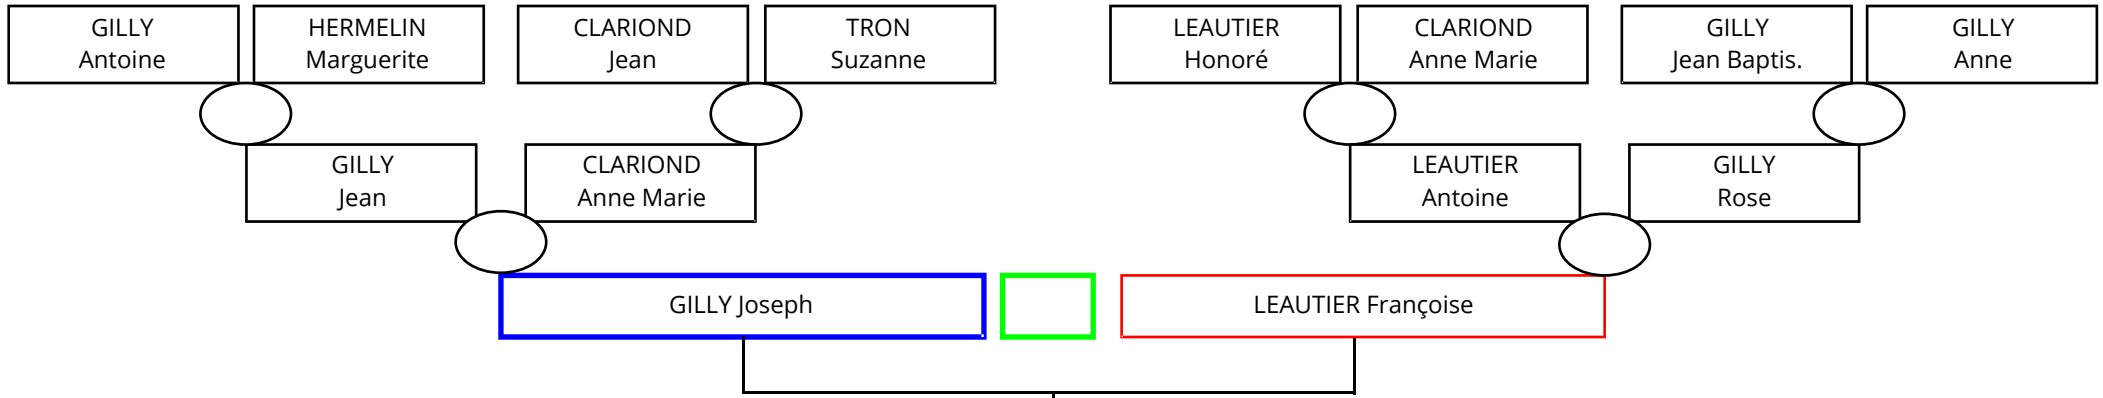 GILLY
Antoine
HERMELIN
Marguerite
CLARIOND
Jean
TRON
Suzanne
LEAUTIER
Honoré
CLARIOND
Anne Marie
GILLY
Jean Baptis.
GILLY
Anne
GILLY
Jean
CLARIOND
Anne Marie
LEAUTIER
Antoine
GILLY
Rose
GILLY Joseph
LEAUTIER Françoise